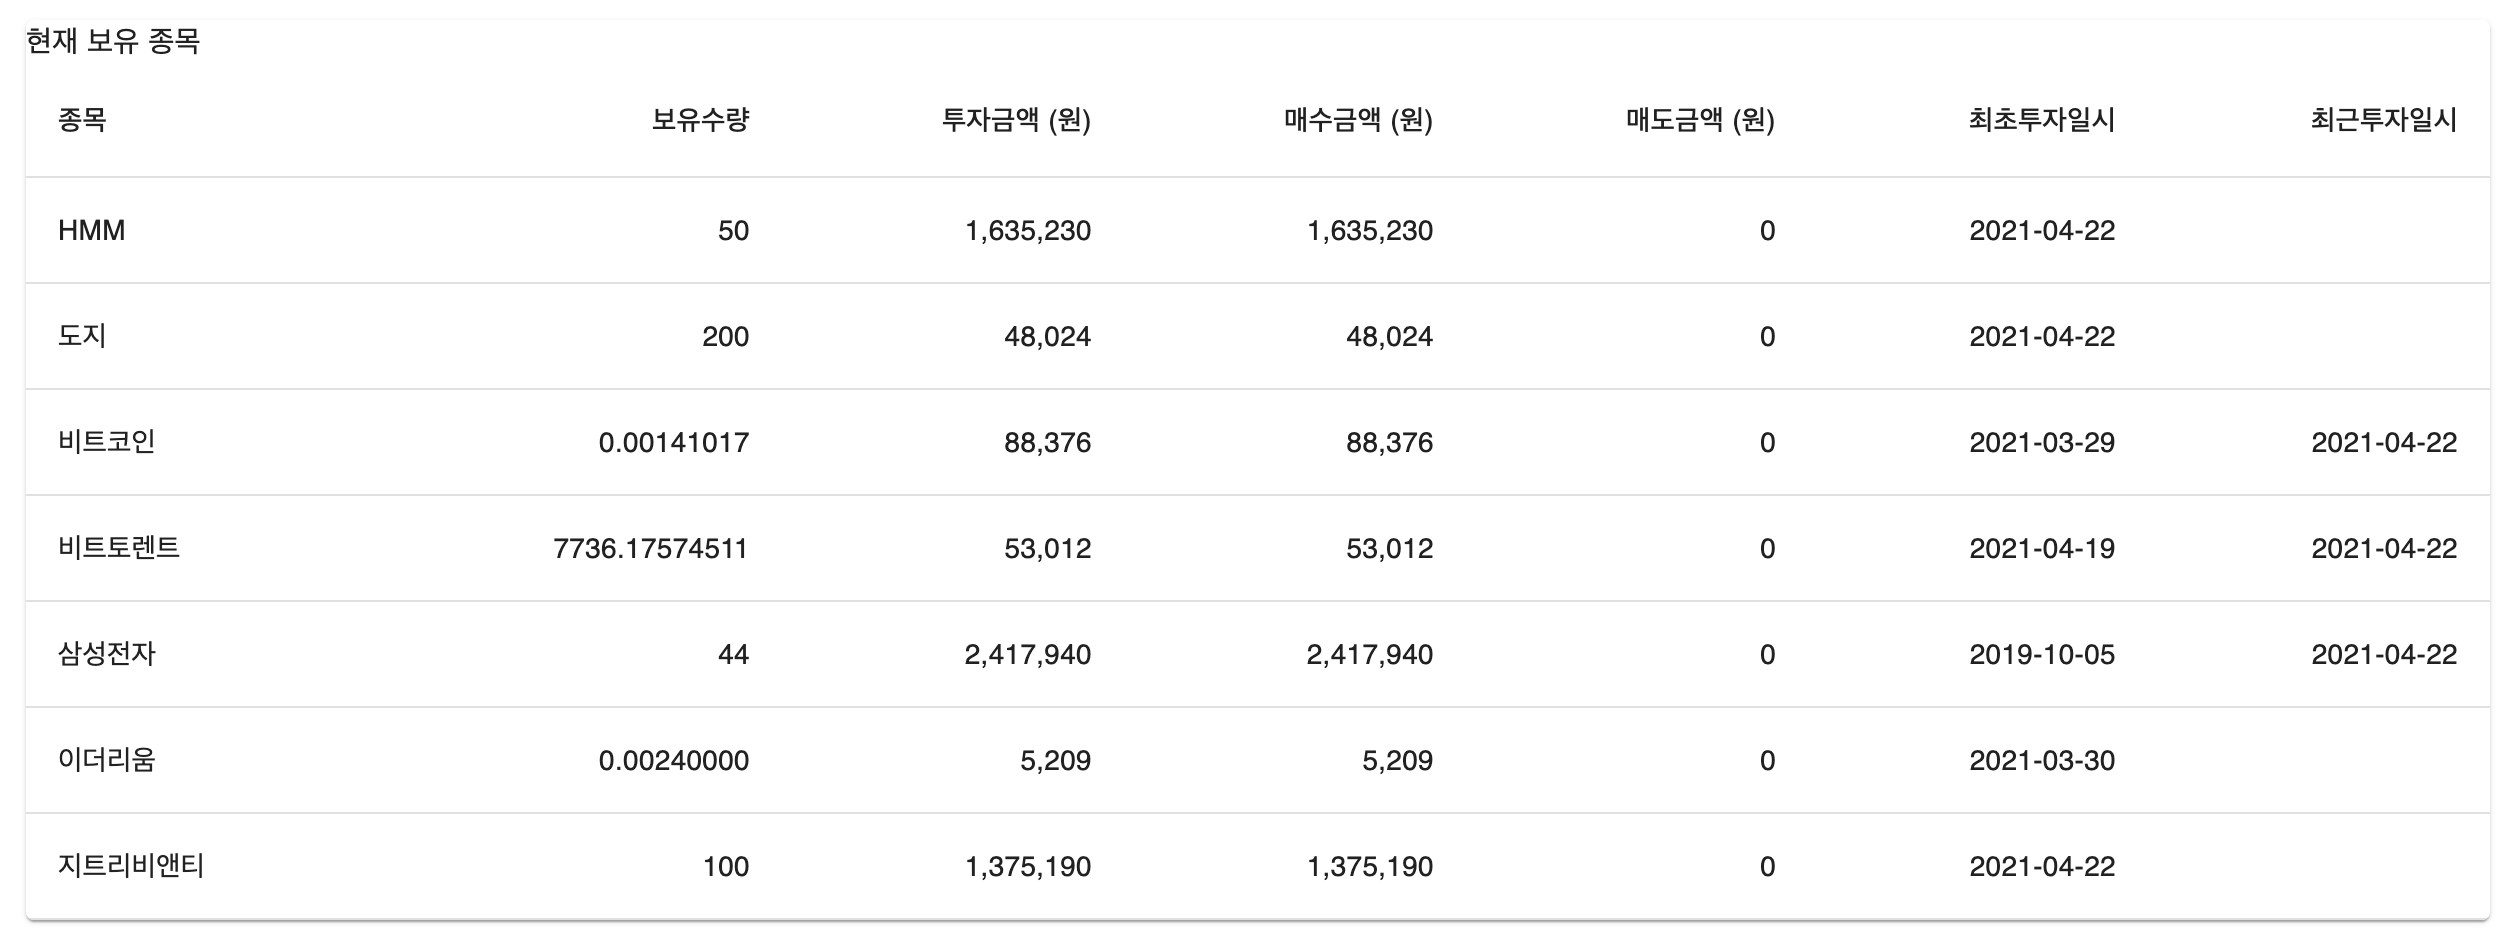 현재 보유 종목
종목 보유수량 투자금액 (원) 매수금액 (원) 매도금액 (원) 최초투자일시 최근투자일시
HMM 50 1,635,230 1,635,230 0 2021-04-22
도지 200 48,024 48,024 0 2021-04-22
비트코인 0.00141017 88,376 88,376 0 2021-03-29 2021-04-22
비트토렌트 7736.17574511 53,012 53,012 0 2021-04-19 2021-04-22
삼성전자 44 2,417,940 2,417,940 0 2019-10-05 2021-04-22
이더리움 0.00240000 5,209 5,209 0 2021-03-30
지트리비앤티 100 1,375,190 1,375,190 0 2021-04-22